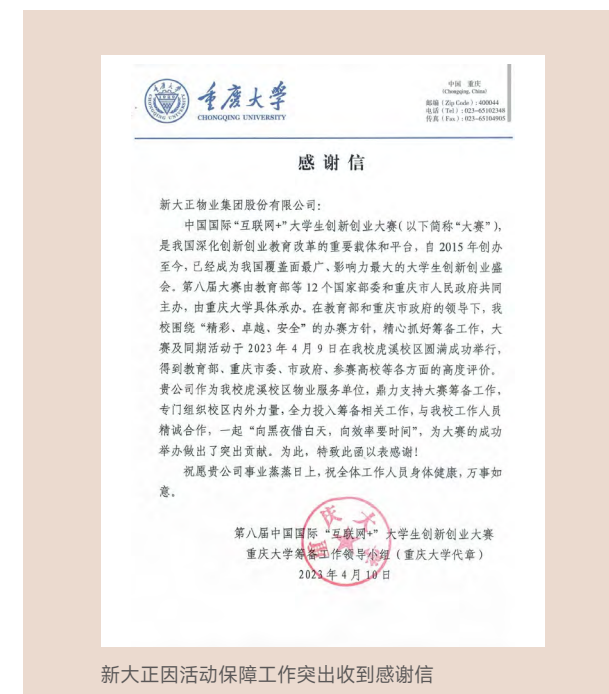 重庆大学
CHONGQING UNIVERSITY
中国 重庆
(Chongqing, China)
邮编（Zip Code）: 400044
电话（Tel）: 023-65102348
传真（Fax）: 023-65104905
感谢信
新大正物业集团股份有限公司：
中国国际“互联网+”大学生创新创业大赛（以下简称“大赛”），
是我国深化创新创业教育改革的重要载体和平台，自 2015 年创办
至今，已经成为我国覆盖面最广、影响力最大的大学生创新创业盛
会。第八届大赛由教育部等 12 个国家部委和重庆市人民政府共同
主办，由重庆大学具体承办。在教育部和重庆市政府的领导下，我
校围绕“精彩、卓越、安全”的办赛方针，精心抓好筹备工作，大
赛及同期活动于 2023 年 4 月 9 日在我校虎溪校区圆满成功举行，
得到教育部、重庆市委、市政府、参赛高校等各方面的高度评价。
贵公司作为我校虎溪校区物业服务单位，鼎力支持大赛筹备工作，
专门组织校区内外力量，全力投入筹备相关工作，与我校工作人员
精诚合作，一起“向黑夜借白天，向效率要时间”，为大赛的成功
举办做出了突出贡献。为此，特致此函以表感谢！
祝愿贵公司事业蒸蒸日上，祝全体工作人员身体健康，万事如
意。
第八届中国国际“互联网+”大学生创新创业大赛
重庆大学筹备工作领导小组（重庆大学代章）
2023 年 4 月 10 日
重庆大学
新大正因活动保障工作突出收到感谢信